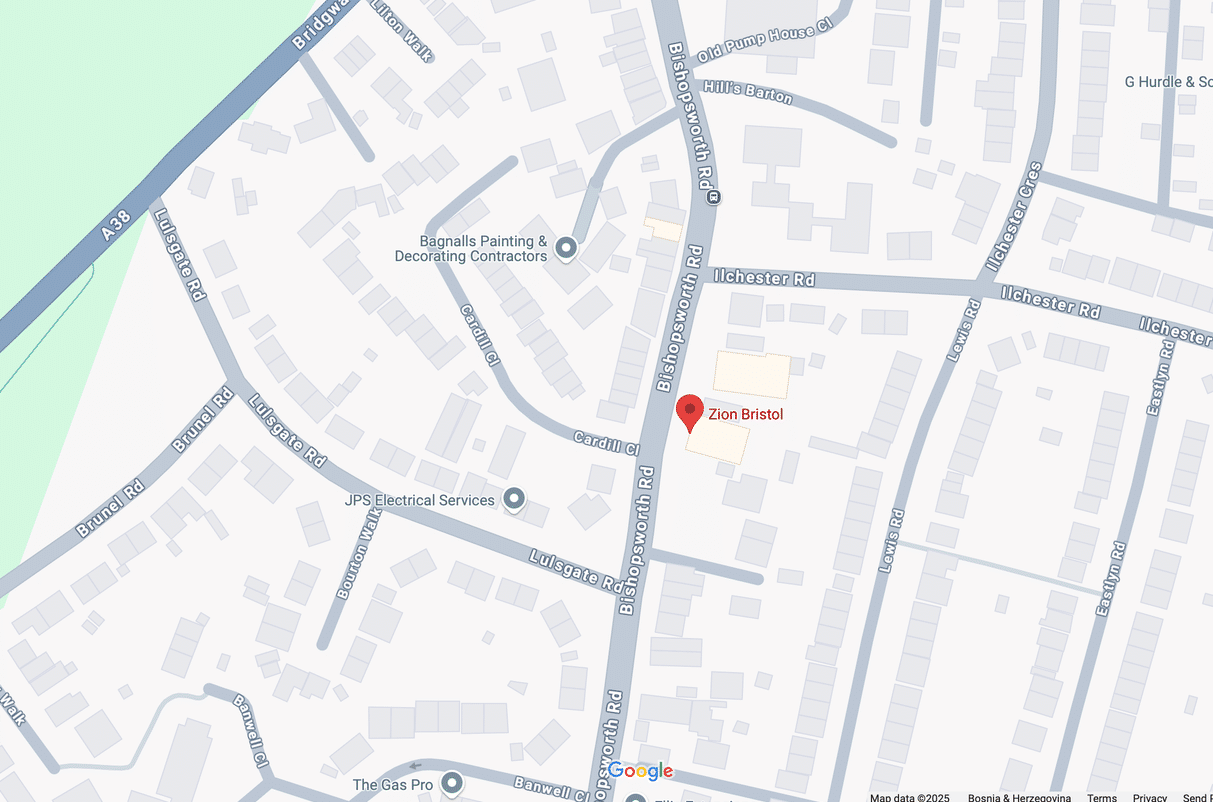 Bridgwa
Lilton Walk
Old Pump House Cl
Bishopsworth Rd
Hill's Barton
G Hurdle & So
A38
Lulsgate Rd
Bagnalls Painting &
Decorating Contractors
Bishopsworth Rd
Ilchester Rd
Ilchester Cres
Ilchester Rd
Ilchester
Cardill Cl
Lewis Rd
Eastlyn Rd
Brunel Rd
Lulsgate Rd
Zion Bristol
Cardill Cl
Brunel Rd
JPS Electrical Services
Bourton Walk
Lulsgate Rd
Bishopsworth Rd
Lewis Rd
Eastlyn Rd
Walk
Banwell Cl
opsworth Rd
The Gas Pro
Banwell Cl
Google
Map data ©2025 Bosnia & Herzegovina Terms Privacy Send F